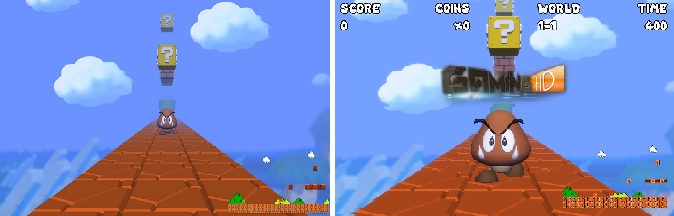 ?
?
SCORE COINS WORLD TIME
0 ×0 1-1 400
?
GAMING HD